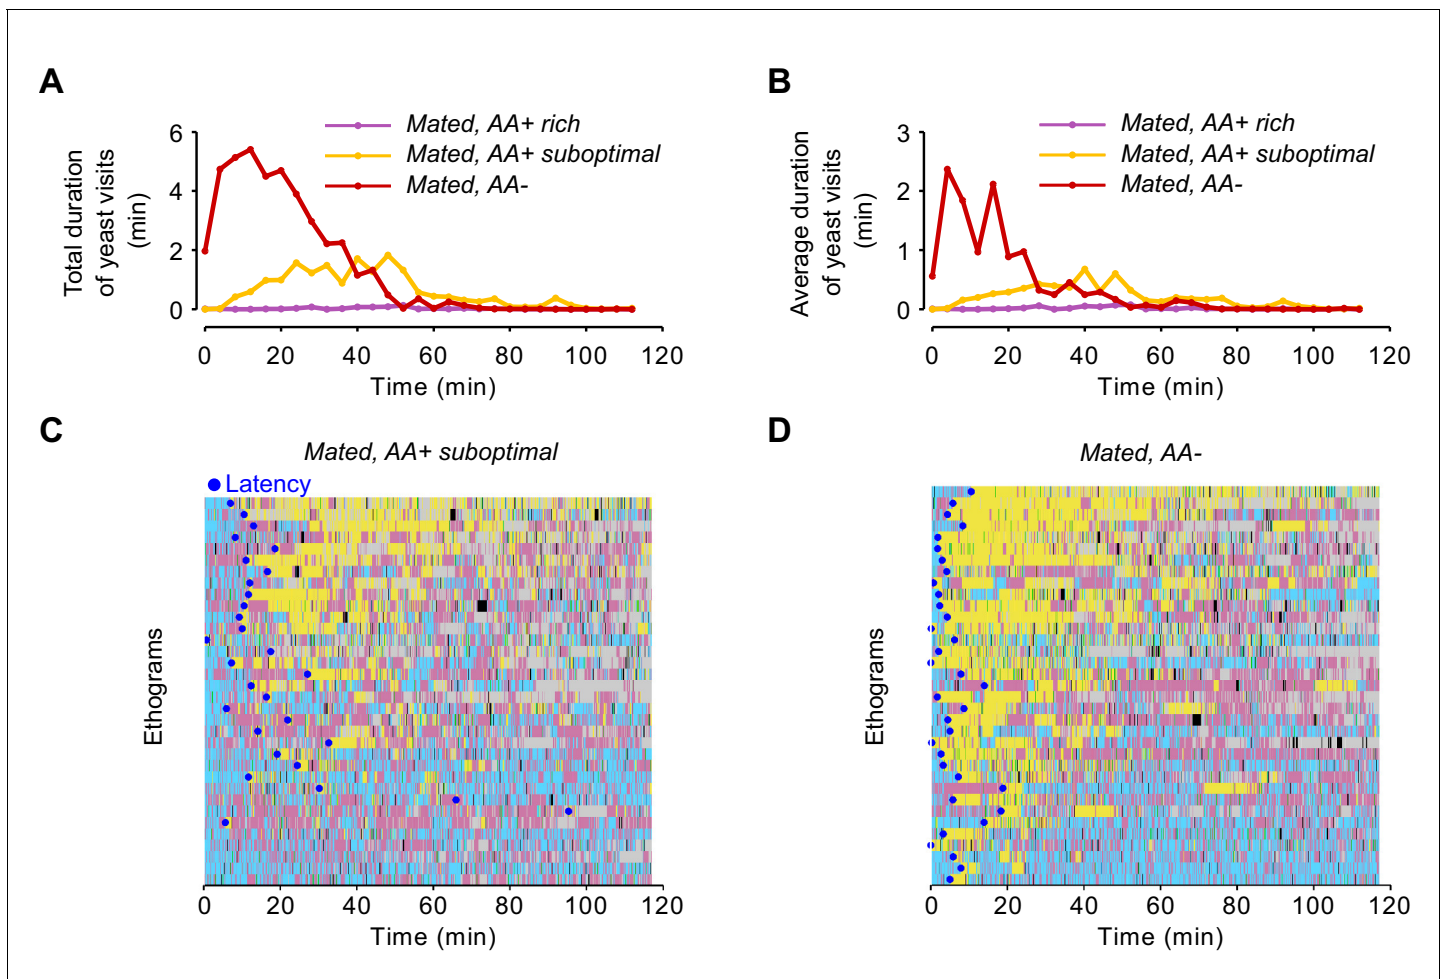 A
Mated, AA+ rich
Mated, AA+ suboptimal
Mated, AA-
Total duration
of yeast visits
(min)
6
4
2
0
0 20 40 60 80 100 120
Time (min)
B
Mated, AA+ rich
Mated, AA+ suboptimal
Mated, AA-
Average duration
of yeast visits
(min)
3
2
1
0
0 20 40 60 80 100 120
Time (min)
C
Mated, AA+ suboptimal
Latency
Ethograms
0 20 40 60 80 100 120
Time (min)
D
Mated, AA-
Ethograms
0 20 40 60 80 100 120
Time (min)